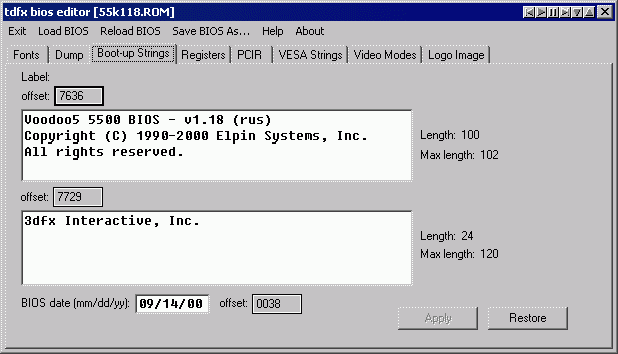 tdfx bios editor [55k118.ROM]
Exit Load BIOS Reload BIOS Save BIOS As... Help About
Fonts Dump Boot-up Strings Registers PCIR VESA Strings Video Modes Logo Image
Label:
offset: 7636
Voodoo5 5500 BIOS - v1.18 (rus)
Copyright (C) 1990-2000 Elpin Systems, Inc.
All rights reserved.
Length: 100
Max length: 102
offset: 7729
3dfx Interactive, Inc.
Length: 24
Max length: 120
BIOS date (mm/dd/yy): 09/14/00 offset: 0038
Apply Restore